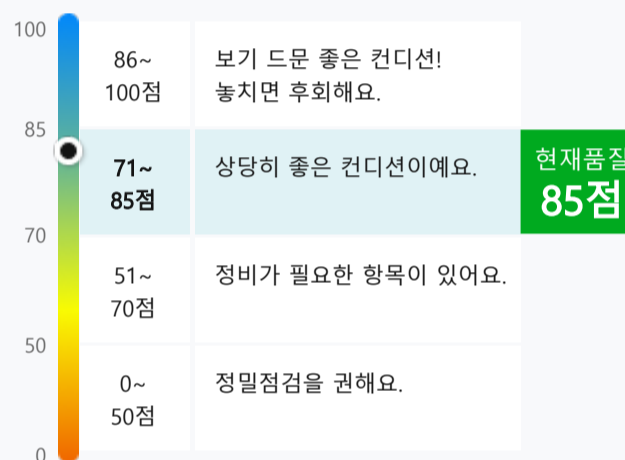 100
86~
100점
보기 드문 좋은 컨디션!
놓치면 후회해요.
85
71~
85점
상당히 좋은 컨디션이예요.
현재품질
85점
70
51~
70점
정비가 필요한 항목이 있어요.
50
0~
50점
정밀점검을 권해요.
0